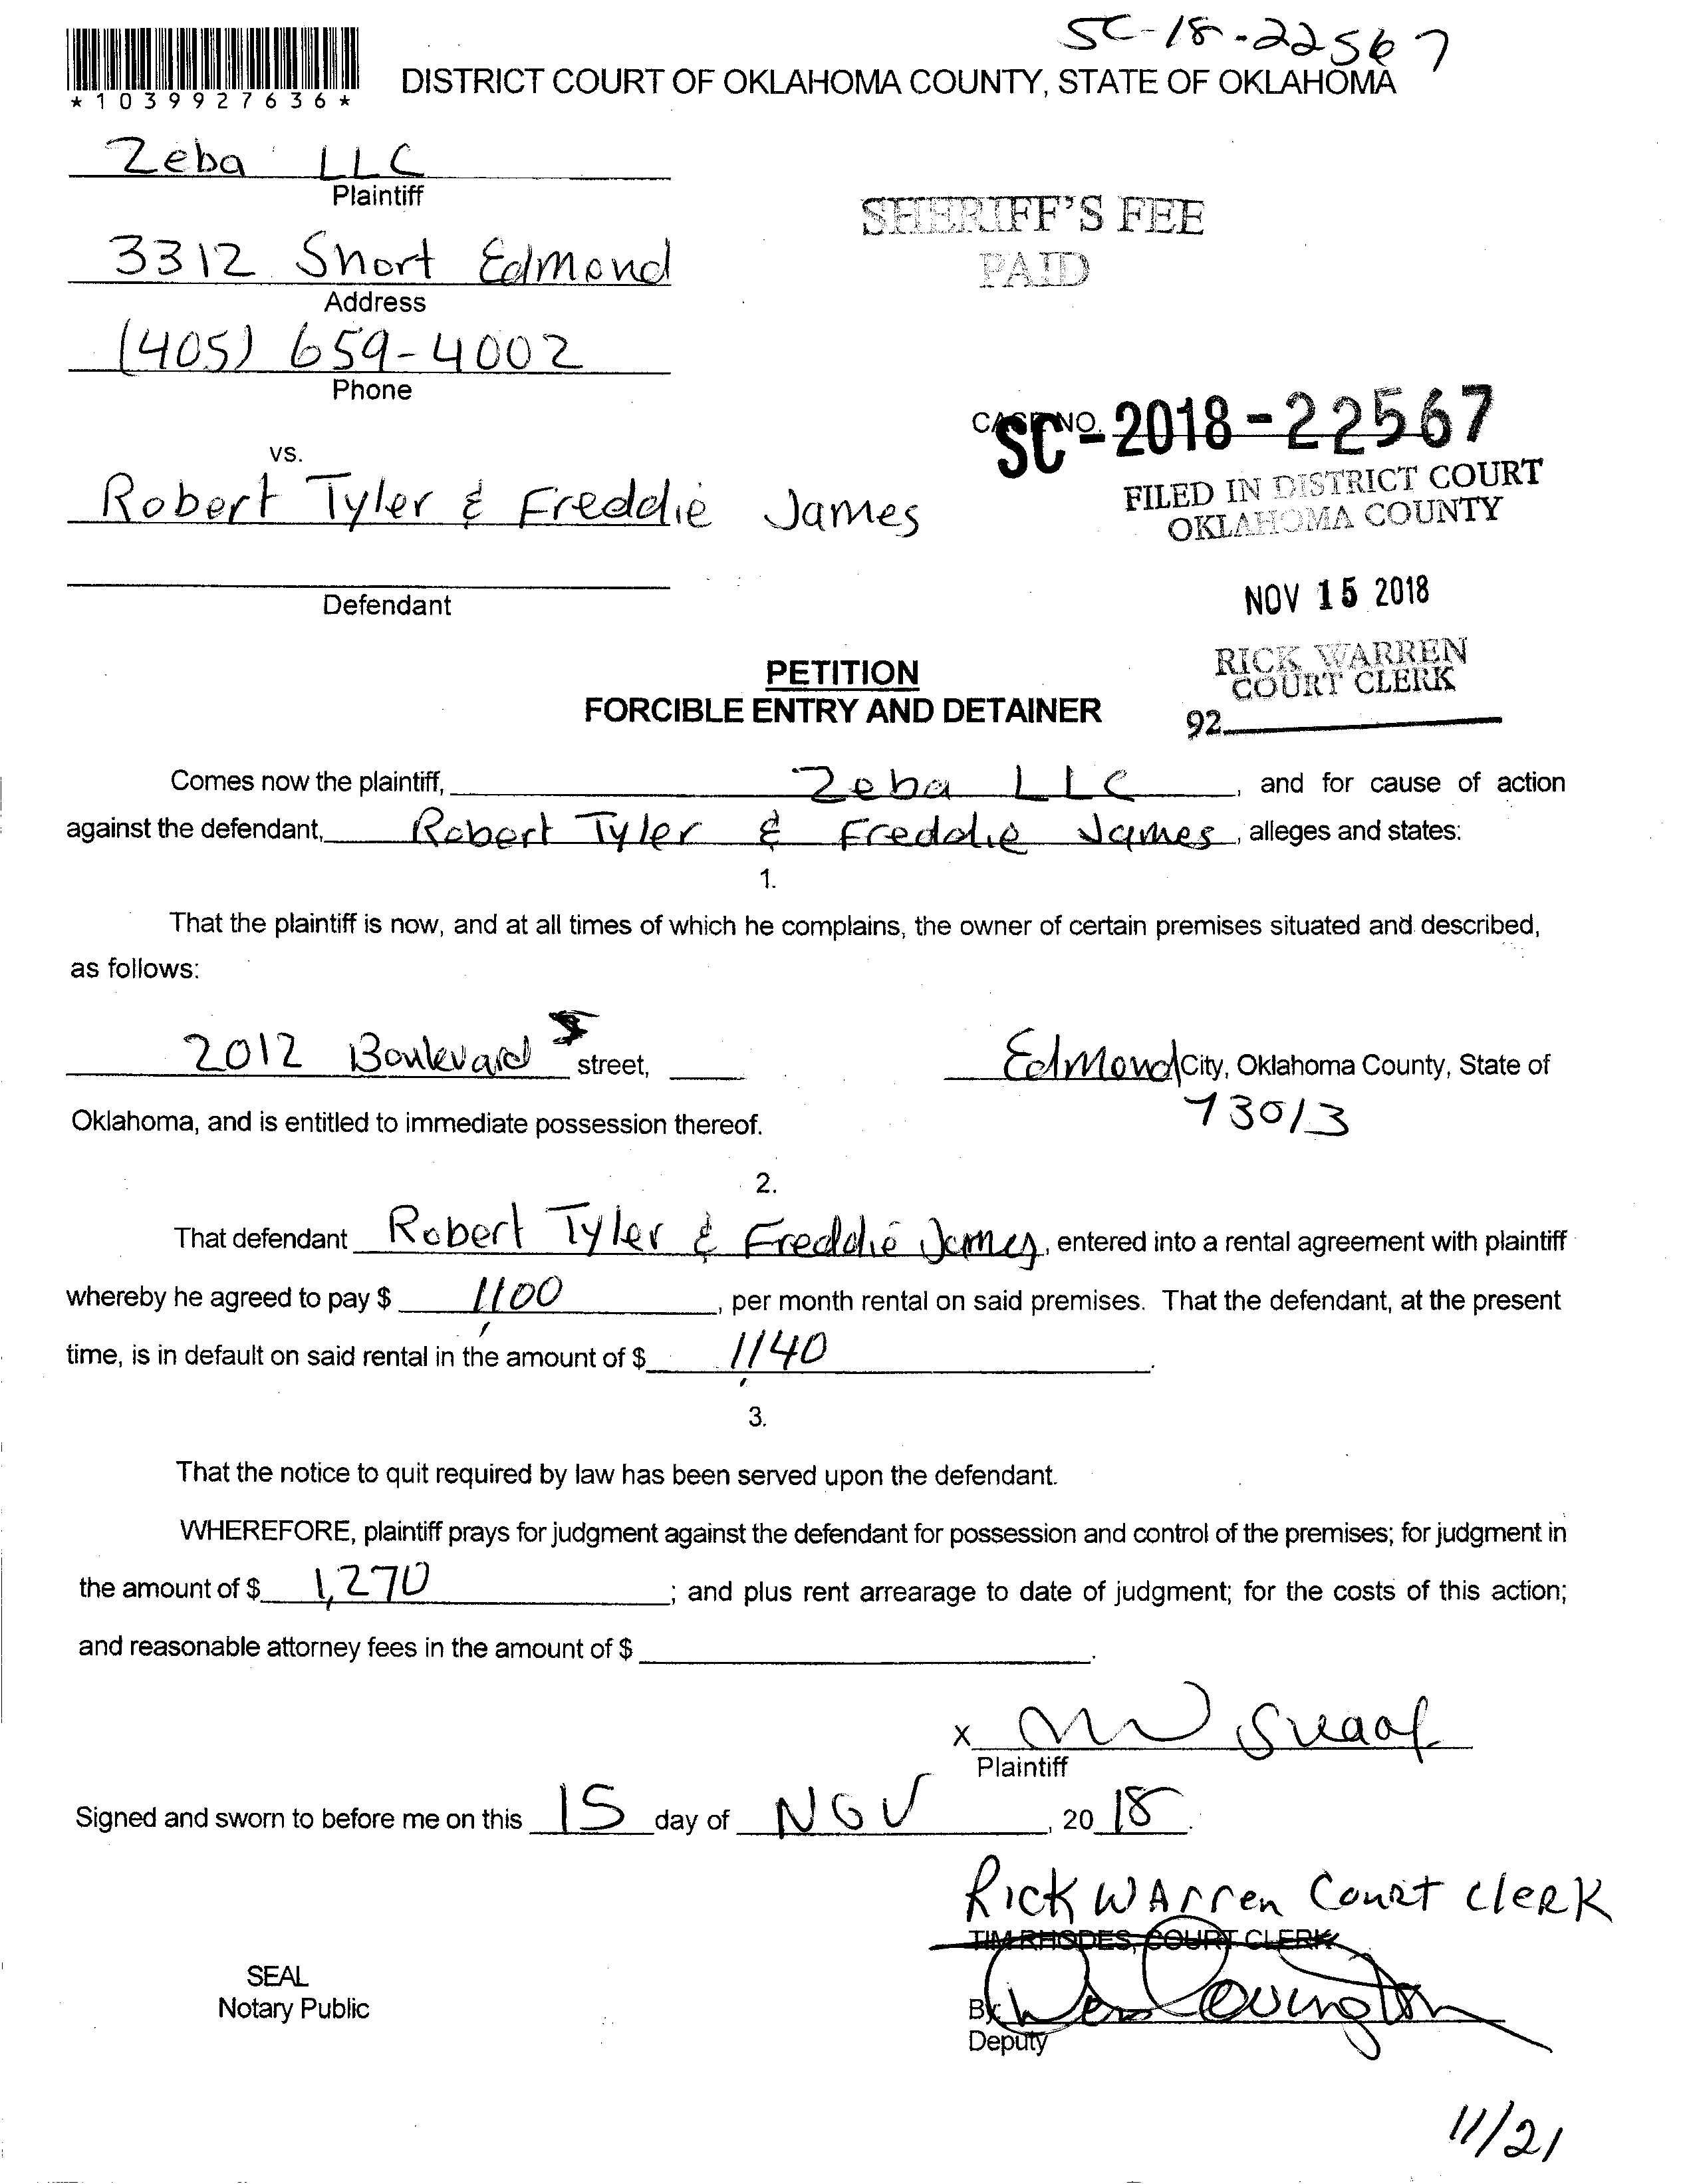 SC-18-22567
*1039927636*
DISTRICT COURT OF OKLAHOMA COUNTY, STATE OF OKLAHOMA
Zeba LLC
Plaintiff
SHERIFF'S FEE
PAID
3312 Short Edmond
Address
(405) 659-4002
Phone
CASE NO.
SC-2018-22567
vs.
Robert Tyler & Freddie James
FILED IN DISTRICT COURT
OKLAHOMA COUNTY
Defendant
NOV 15 2018
RICK WARREN
COURT CLERK
92
PETITION
FORCIBLE ENTRY AND DETAINER
Comes now the plaintiff, Zeba LLC, and for cause of action
against the defendant, Robert Tyler & Freddie James, alleges and states:
1.
That the plaintiff is now, and at all times of which he complains, the owner of certain premises situated and described,
as follows:
2012 Boulevard street, Edmond City, Oklahoma County, State of
Oklahoma, and is entitled to immediate possession thereof. 73013
2.
That defendant Robert Tyler & Freddie James, entered into a rental agreement with plaintiff
whereby he agreed to pay $ 1100, per month rental on said premises. That the defendant, at the present
time, is in default on said rental in the amount of $ 1140.
3.
That the notice to quit required by law has been served upon the defendant.
WHEREFORE, plaintiff prays for judgment against the defendant for possession and control of the premises; for judgment in
the amount of $ 1,270; and plus rent arrearage to date of judgment; for the costs of this action;
and reasonable attorney fees in the amount of $.
X
Plaintiff
Signed and sworn to before me on this 15 day of NOV, 20 18.
Rick Warren Court Clerk
TIM RHODES, COURT CLERK
SEAL
Notary Public
By Covington
Deputy
11/21